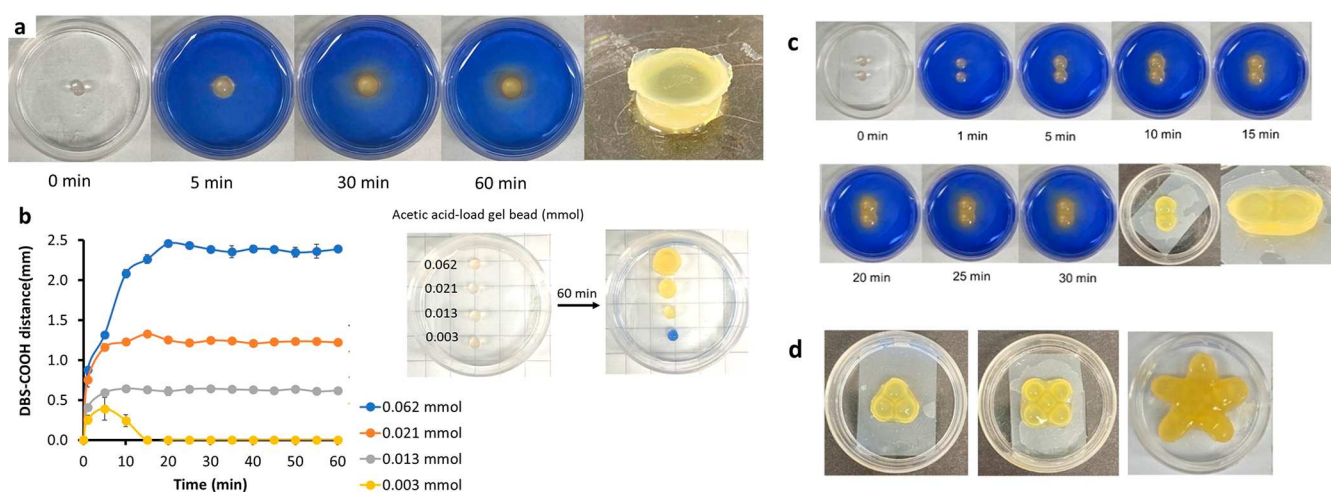 a
0 min
5 min
30 min
60 min
b
DBS-COOH distance(mm)
2.5
2.0
1.5
1.0
0.5
0.0
0
10
20
30
40
50
60
Time (min)
0.062 mmol
0.021 mmol
0.013 mmol
0.003 mmol
Acetic acid-load gel bead (mmol)
0.062
0.021
0.013
0.003
60 min
c
0 min
1 min
5 min
10 min
15 min
20 min
25 min
30 min
d